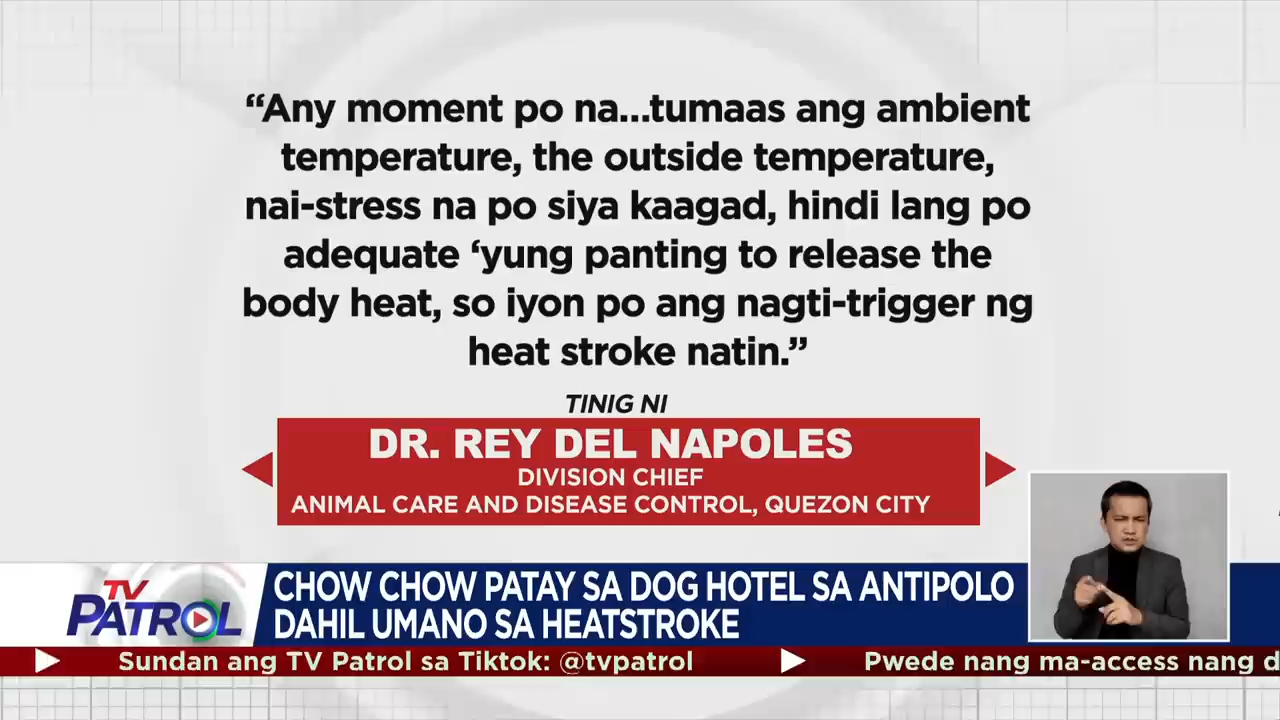 “Any moment po na...tumaas ang ambient
temperature, the outside temperature,
nai-stress na po siya kaagad, hindi lang po
adequate ‘yung panting to release the
body heat, so iyon po ang nagti-trigger ng
heat stroke natin.”
TINIG NI
DR. REY DEL NAPOLES
DIVISION CHIEF
ANIMAL CARE AND DISEASE CONTROL, QUEZON CITY
TV PATROL
CHOW CHOW PATAY SA DOG HOTEL SA ANTIPOLO
DAHIL UMANO SA HEATSTROKE
Sundan ang TV Patrol sa Tiktok: @tvpatrol
Pwede nang ma-access nang d